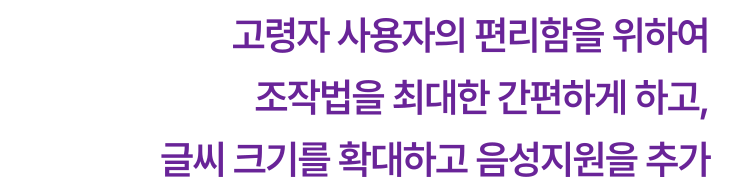 고령자 사용자의 편리함을 위하여
조작법을 최대한 간편하게 하고,
글씨 크기를 확대하고 음성지원을 추가